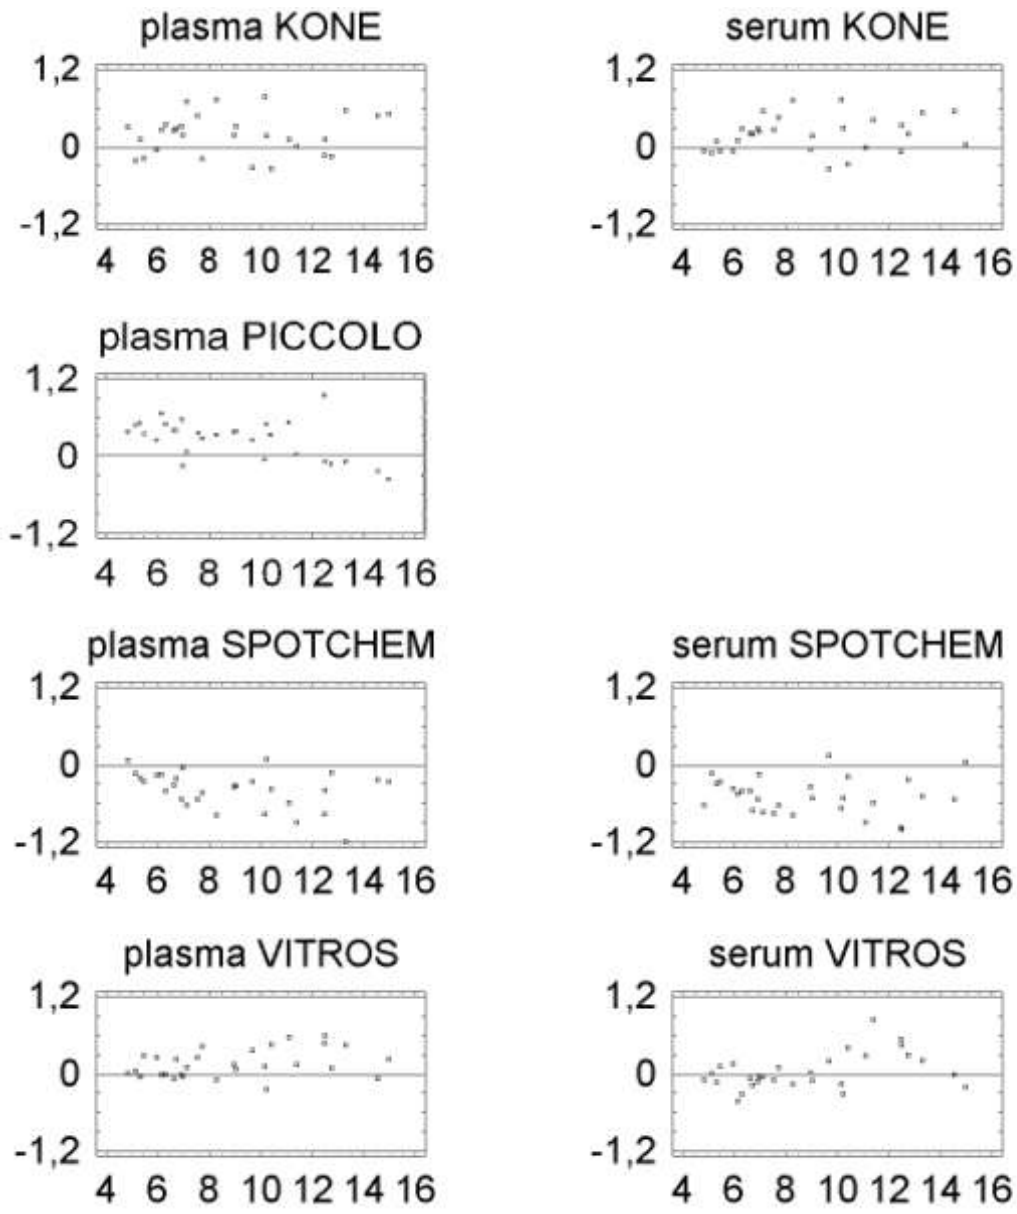 plasma KONE
1,2
0
-1,2
4 6 8 10 12 14 16
serum KONE
1,2
0
-1,2
4 6 8 10 12 14 16
plasma PICCOLO
1,2
0
-1,2
4 6 8 10 12 14 16
plasma SPOTCHEM
1,2
0
-1,2
4 6 8 10 12 14 16
serum SPOTCHEM
1,2
0
-1,2
4 6 8 10 12 14 16
plasma VITROS
1,2
0
-1,2
4 6 8 10 12 14 16
serum VITROS
1,2
0
-1,2
4 6 8 10 12 14 16